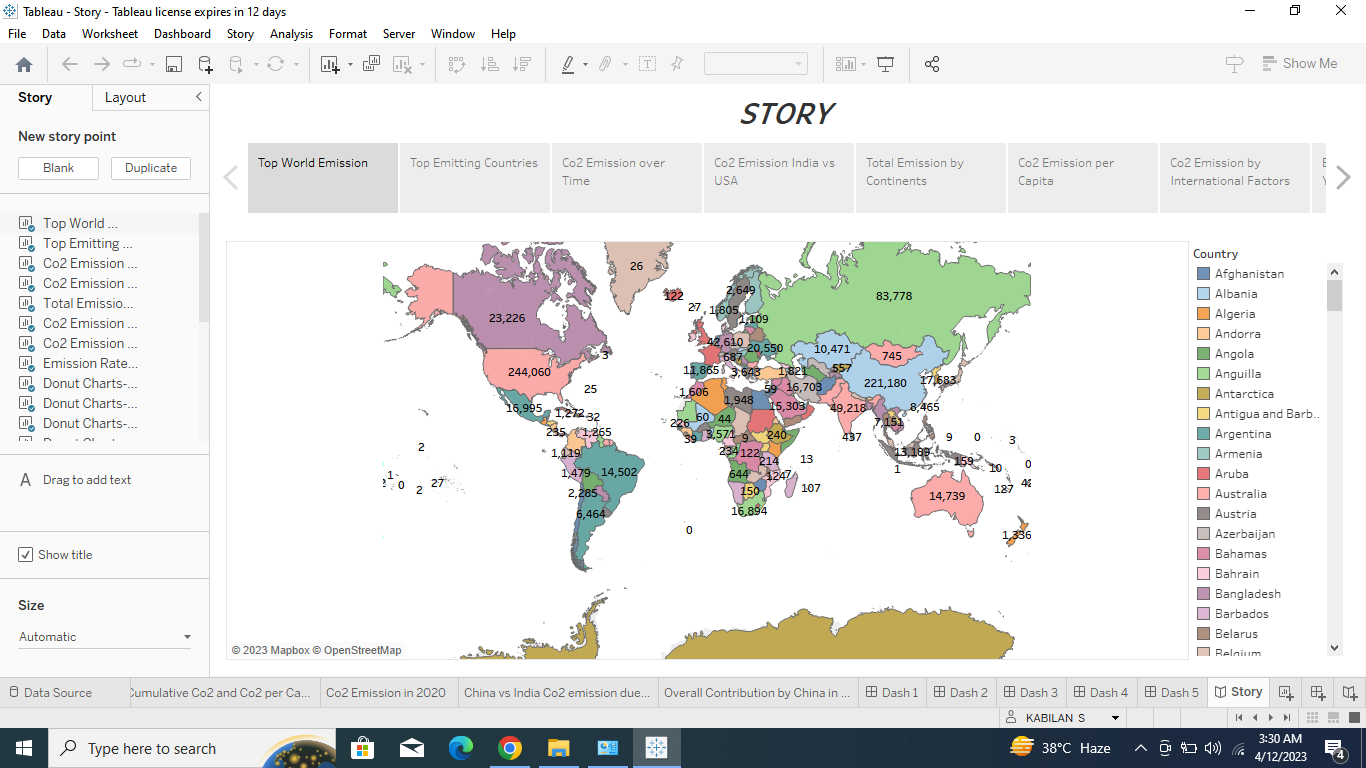 Tableau - Story - Tableau license expires in 12 days
File Data Worksheet Dashboard Story Analysis Format Server Window Help
Show Me
Story Layout
New story point
Blank Duplicate
Top World ...
Top Emitting ...
Co2 Emission ...
Co2 Emission ...
Total Emissio...
Co2 Emission ...
Co2 Emission ...
Emission Rate...
Donut Charts-...
Donut Charts-...
Donut Charts-...
Drag to add text
Show title
Size
Automatic
STORY
Top World Emission
Top Emitting Countries
Co2 Emission over
Time
Co2 Emission India vs
USA
Total Emission by
Continents
Co2 Emission per
Capita
Co2 Emission by
International Factors
26
122
27
2,649
1,805
1,109
83,778
23,226
3
42,610
20,550
687
10,471
745
244,060
11,865
3,643
1,821
557
221,180
17,683
25
1,606
1,948
59
16,703
15,303
49,218
8,465
16,995
1,272
32
226
60
44
7,151
235
1,265
39
3,571
9
240
437
9
0
3
2
1,119
234
122
214
13
13,189
159
1
10
0
1
1,479
14,502
644
1247
27
0
2
2,285
150
107
14,739
127
42
6,464
16,894
0
1,336
© 2023 Mapbox © OpenStreetMap
Country
Afghanistan
Albania
Algeria
Andorra
Angola
Anguilla
Antarctica
Antigua and Barb..
Argentina
Armenia
Aruba
Australia
Austria
Azerbaijan
Bahamas
Bahrain
Bangladesh
Barbados
Belarus
Belgium
Data Source Cumulative Co2 and Co2 per Ca... Co2 Emission in 2020 China vs India Co2 emission due... Overall Contribution by China in ... Dash 1 Dash 2 Dash 3 Dash 4 Dash 5 Story
KABILAN S
Type here to search
38°C Haze
3:30 AM
4/12/2023
4